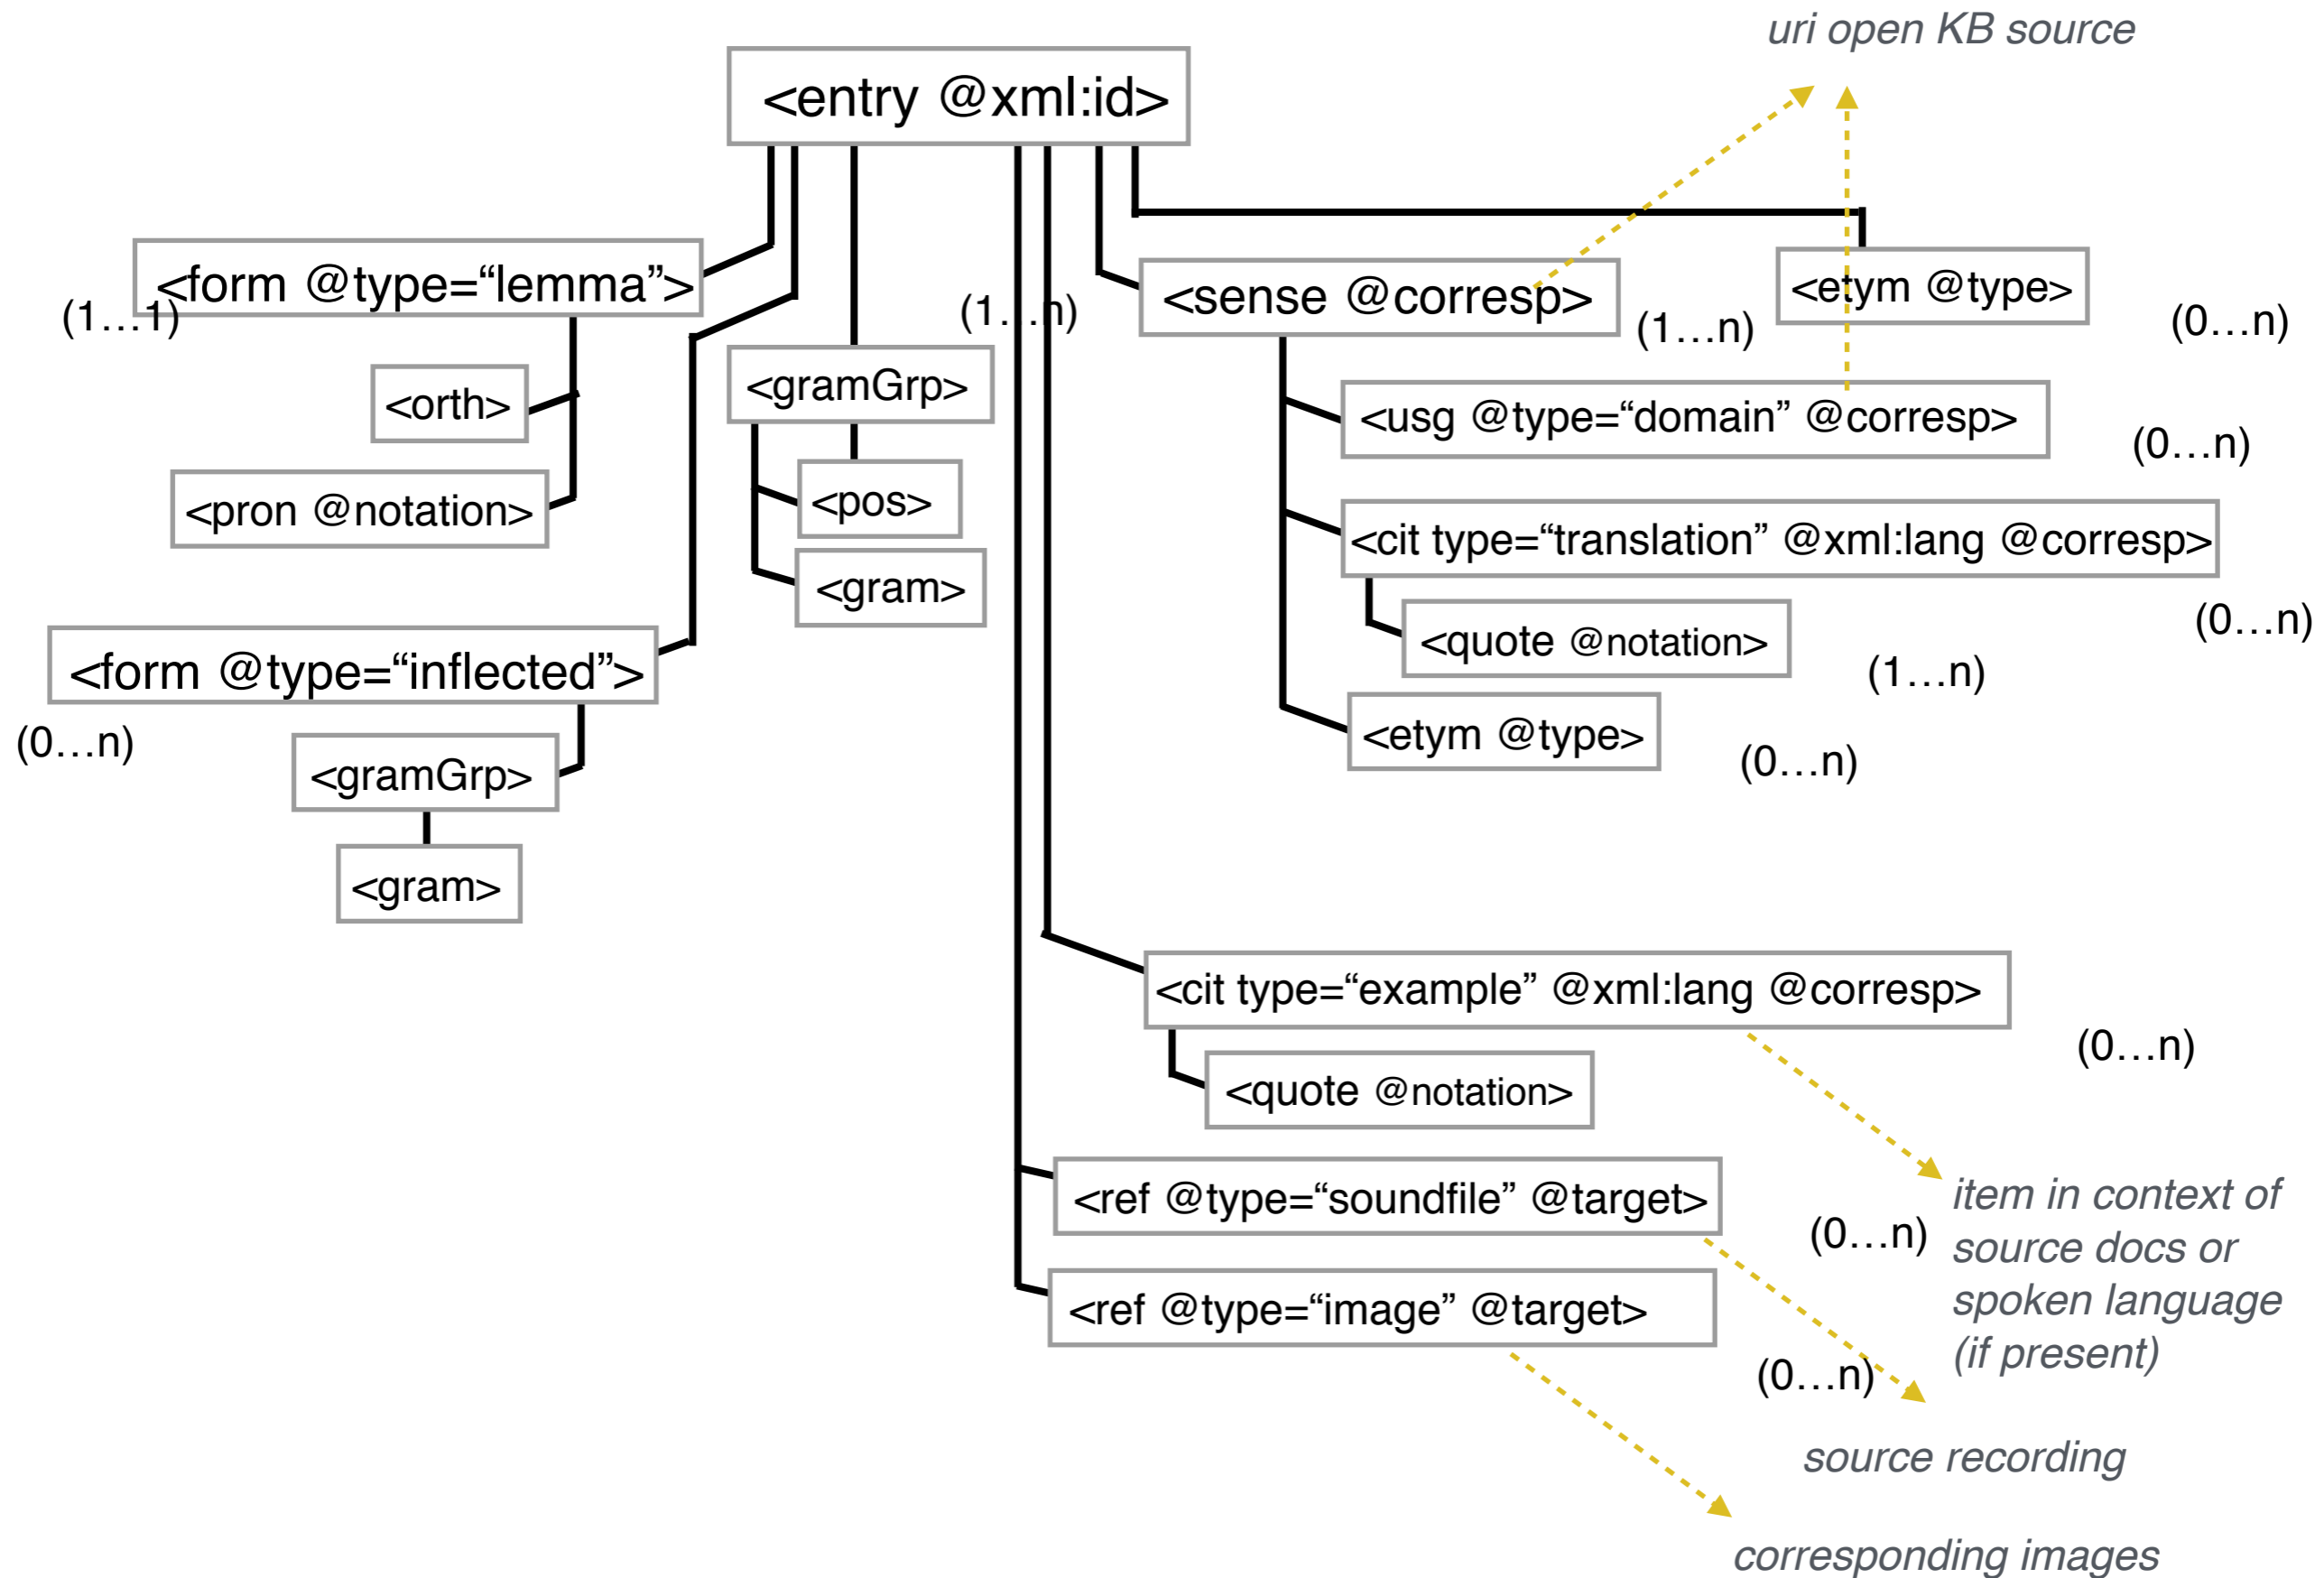 uri open KB source
<entry @xml:id>
<form @type=“lemma”>
(1…1)
<orth>
<pron @notation>
<form @type=“inflected”>
(0…n)
<gramGrp>
<gram>
(1…n)
<gramGrp>
<pos>
<gram>
<sense @corresp>
(1…n)
<etym @type>
(0…n)
<usg @type=“domain” @corresp>
(0…n)
<cit type=“translation” @xml:lang @corresp>
(0…n)
<quote @notation>
(1…n)
<etym @type>
(0…n)
<cit type=“example” @xml:lang @corresp>
(0…n)
<quote @notation>
<ref @type=“soundfile” @target>
(0…n)
<ref @type=“image” @target>
(0…n)
item in context of
source docs or
spoken language
(if present)
source recording
corresponding images